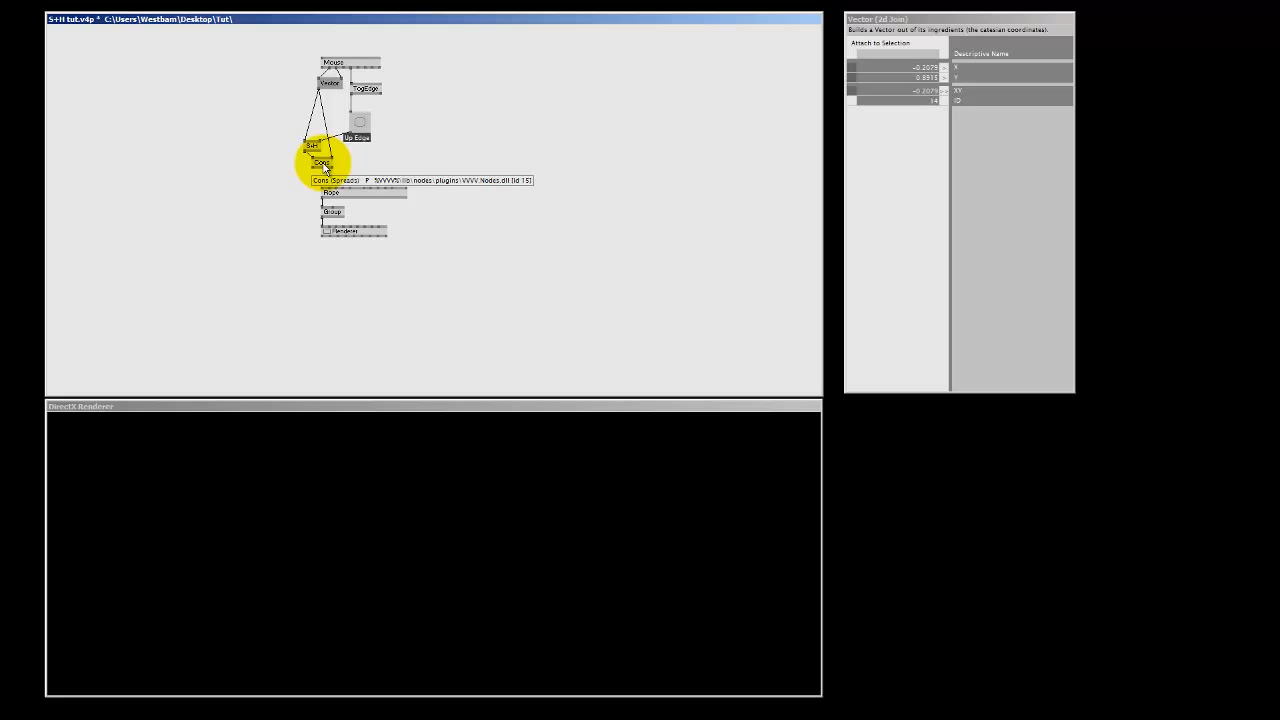 S+H tut.v4p * C:\Users\Westbam\Desktop\Tut\
Mouse
Vector
TogEdge
Up Edge
S+H
Cons
Cons (Spreads) P %VVVV%\lib\nodes\plugins\VVVV.Nodes.dll [id 15]
Rope
Group
Renderer
DirectX Renderer
Vector (2d Join)
Builds a Vector out of its ingredients (the catesian coordinates).
Attach to Selection
Descriptive Name
-0.2079 > X
0.8915 > Y
-0.2079 >> XY
14 ID